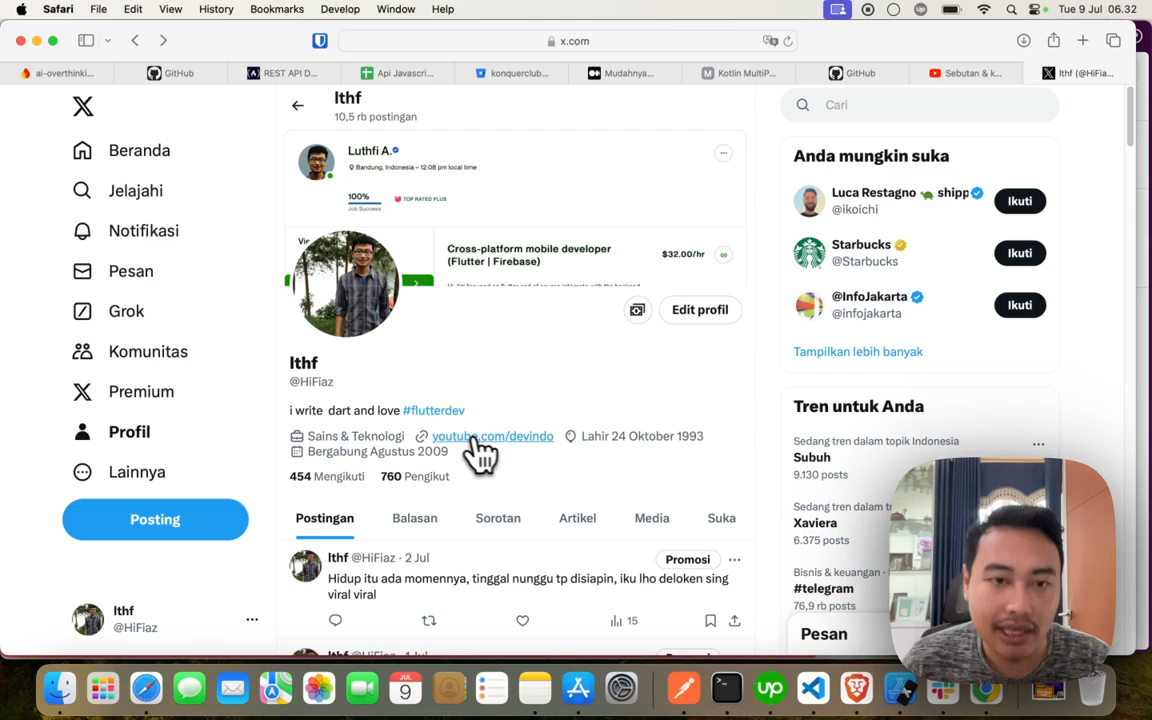 Safari File Edit View History Bookmarks Develop Window Help
Up
Tue 9 Jul 06.32
x.com
ai-overthinki...
GitHub
REST API D...
Api Javascri...
konquerclub...
Mudahnya...
Kotlin MultiP...
GitHub
Sebutan & k...
lthf (@HiFia...
lthf
10,5 rb postingan
Beranda
Jelajahi
Notifikasi
Pesan
Grok
Komunitas
Premium
Profil
Lainnya
Posting
lthf
@HiFiaz
Luthfi A.
Bandung, Indonesia – 12:08 pm local time
100%
Job Success
TOP RATED PLUS
Cross-platform mobile developer
(Flutter | Firebase)
$32.00/hr
Edit profil
lthf
@HiFiaz
i write dart and love #flutterdev
Sains & Teknologi youtube.com/devindo Lahir 24 Oktober 1993
Bergabung Agustus 2009
454 Mengikuti 760 Pengikut
Postingan Balasan Sorotan Artikel Media Suka
lthf @HiFiaz · 2 Jul
Promosi
Hidup itu ada momennya, tinggal nunggu tp disiapin, iku lho deloken sing
viral viral
15
Cari
Anda mungkin suka
Luca Restagno shipp
@ikoichi
Ikuti
Starbucks
@Starbucks
Ikuti
@InfoJakarta
@infojakarta
Ikuti
Tampilkan lebih banyak
Tren untuk Anda
Sedang tren dalam topik Indonesia
Subuh
9.130 posts
Sedang tren dalam
Xaviera
6.375 posts
Bisnis & keuangan ·
#telegram
76,9 rb posts
Pesan
JUL
9
up